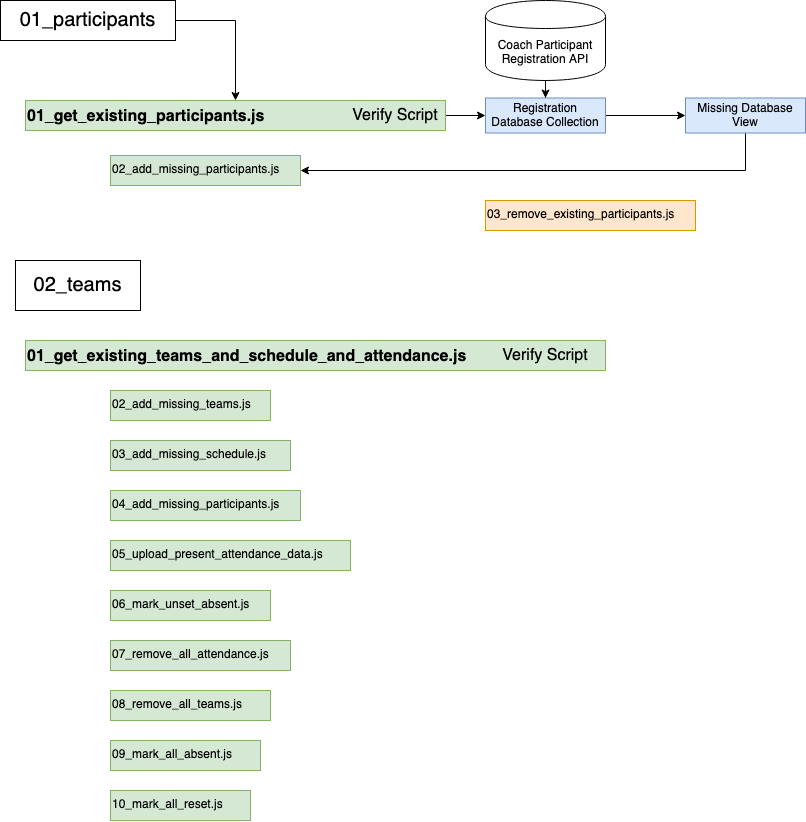 01_participants
Coach Participant
Registration API
01_get_existing_participants.js
Verify Script
Registration
Database Collection
Missing Database
View
02_add_missing_participants.js
03_remove_existing_participants.js
02_teams
01_get_existing_teams_and_schedule_and_attendance.js
Verify Script
02_add_missing_teams.js
03_add_missing_schedule.js
04_add_missing_participants.js
05_upload_present_attendance_data.js
06_mark_unset_absent.js
07_remove_all_attendance.js
08_remove_all_teams.js
09_mark_all_absent.js
10_mark_all_reset.js